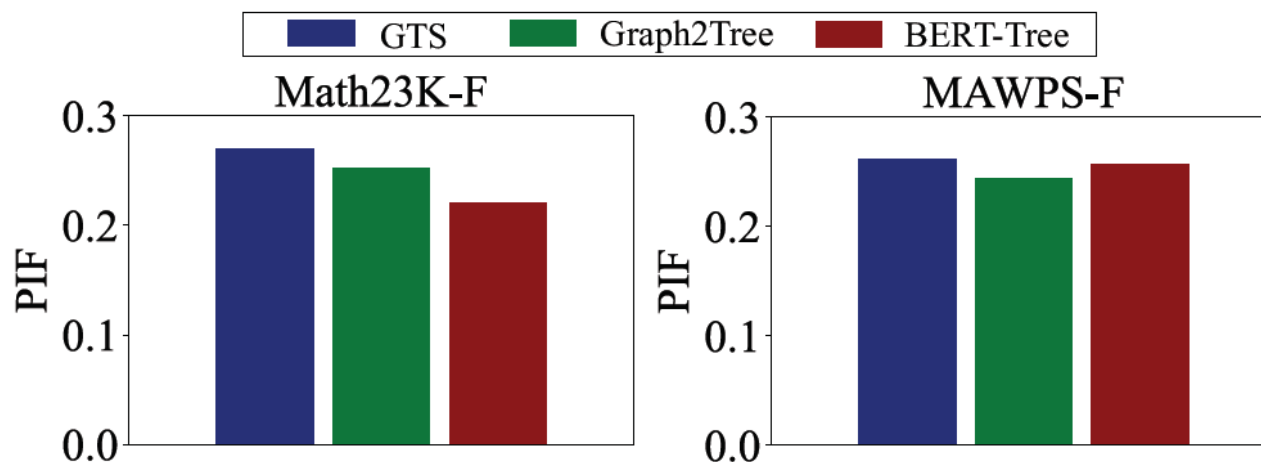 GTS Graph2Tree BERT-Tree
Math23K-F
0.3
0.2
0.1
0.0
PIF
MAWPS-F
0.3
0.2
0.1
0.0
PIF